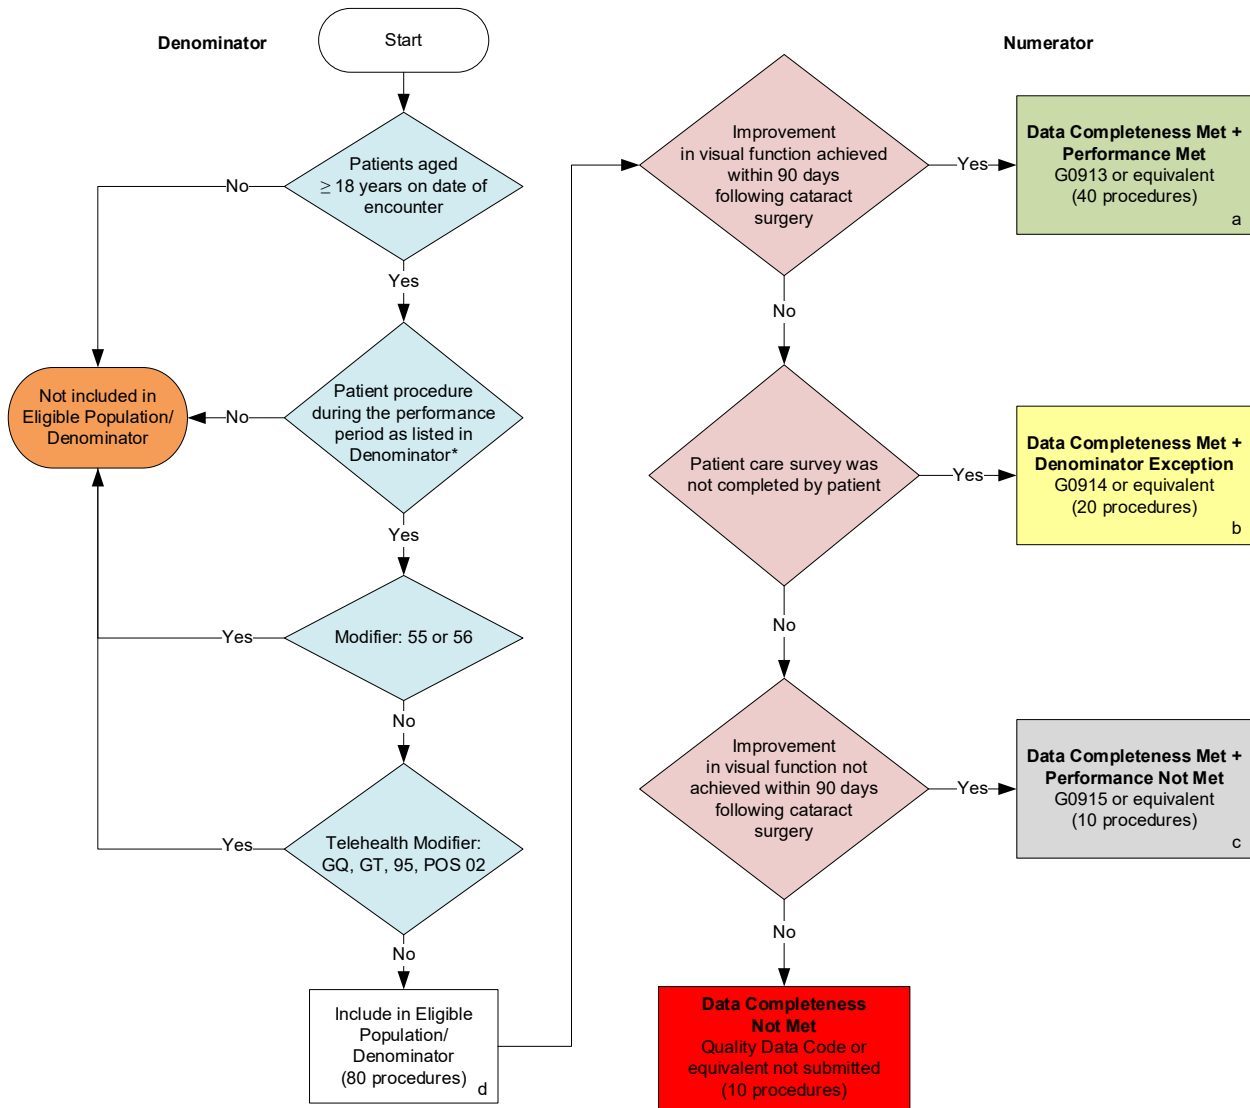 Denominator
Start
Numerator
Patients aged
≥ 18 years on date of
encounter
No
Yes
Patient procedure
during the performance
period as listed in
Denominator*
No
Not included in
Eligible Population/
Denominator
Yes
Modifier: 55 or 56
Yes
No
Telehealth Modifier:
GQ, GT, 95, POS 02
Yes
No
Include in Eligible
Population/
Denominator
(80 procedures)
d
Improvement
in visual function achieved
within 90 days
following cataract
surgery
Yes
Data Completeness Met +
Performance Met
G0913 or equivalent
(40 procedures)
a
No
Patient care survey was
not completed by patient
Yes
Data Completeness Met +
Denominator Exception
G0914 or equivalent
(20 procedures)
b
No
Improvement
in visual function not
achieved within 90 days
following cataract
surgery
Yes
Data Completeness Met +
Performance Not Met
G0915 or equivalent
(10 procedures)
c
No
Data Completeness
Not Met
Quality Data Code or
equivalent not submitted
(10 procedures)